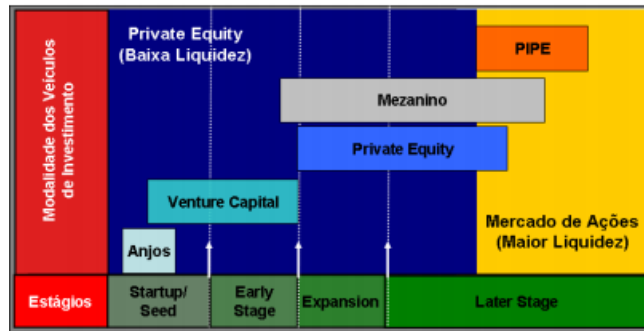 Modalidade dos Veículos
de Investimento
Private Equity
(Baixa Liquidez)
PIPE
Mezanino
Private Equity
Venture Capital
Anjos
Mercado de Ações
(Maior Liquidez)
Estágios
Startup/
Seed
Early
Stage
Expansion
Later Stage